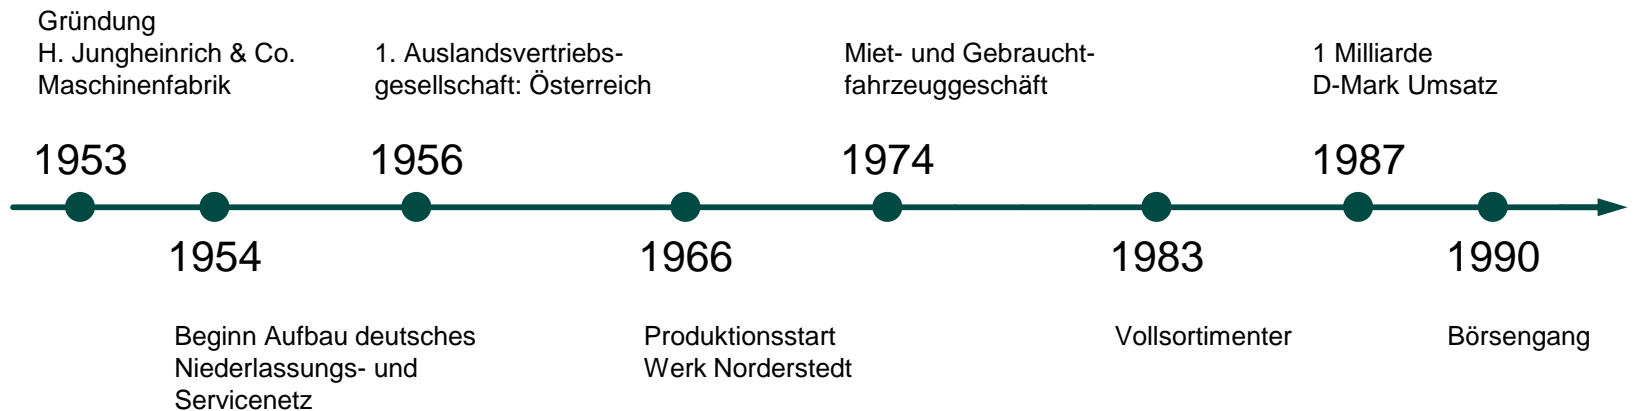 Gründung
H. Jungheinrich & Co.
Maschinenfabrik
1. Auslandsvertriebs-
gesellschaft: Österreich
Miet- und Gebraucht-
fahrzeuggeschäft
1 Milliarde
D-Mark Umsatz
1953
1956
1974
1987
1954
1966
1983
1990
Beginn Aufbau deutsches
Niederlassungs- und
Servicenetz
Produktionsstart
Werk Norderstedt
Vollsortimenter
Börsengang